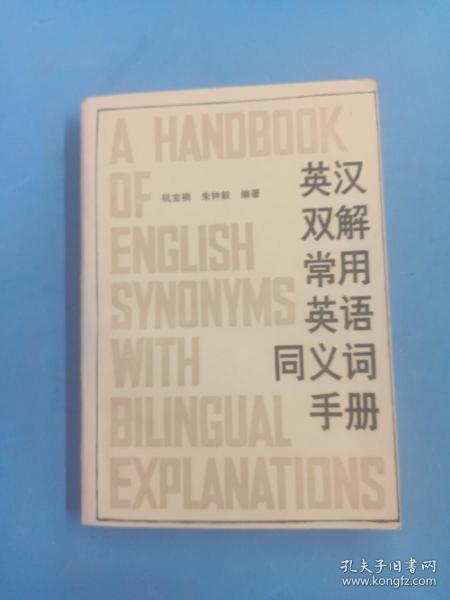 A HANDBOOK
OF
ENGLISH
SYNONYMS
WITH
BILINGUAL
EXPLANATIONS
杭宝桐 朱钟毅 编著
英汉
双解
常用
英语
同义词
手册
孔夫子旧书网
www.kongfz.com